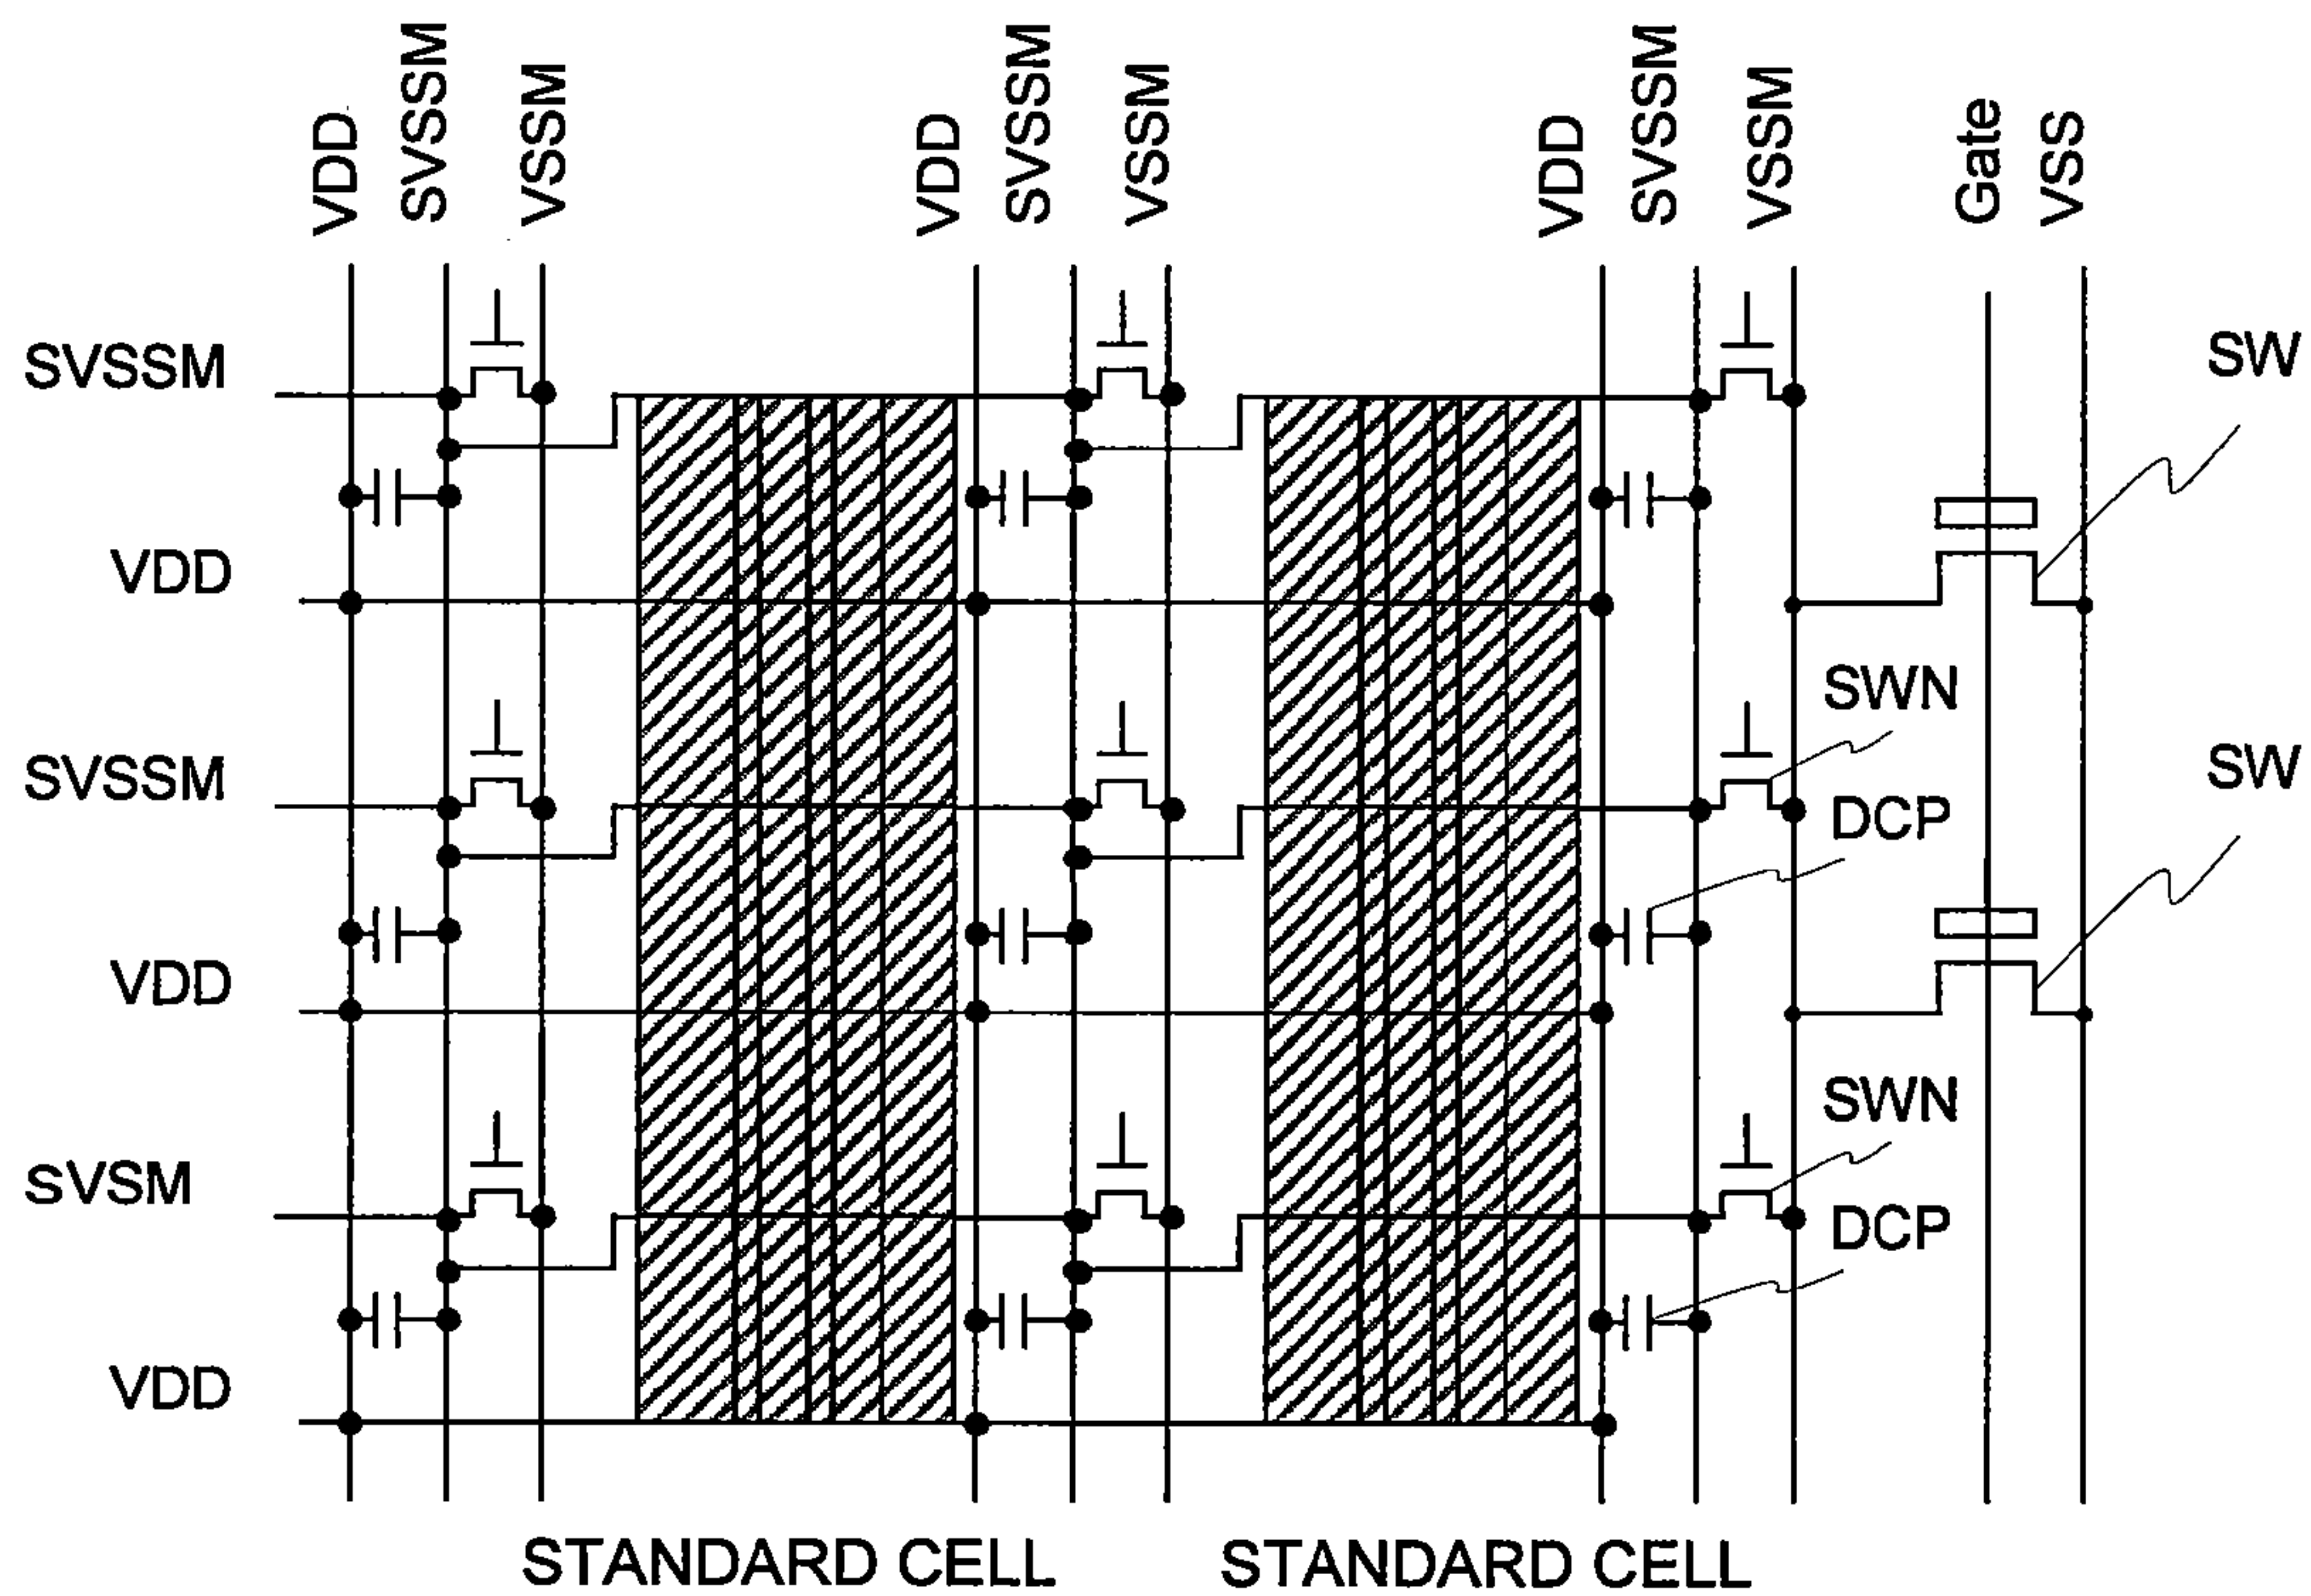 VDD
SVSSM
VSSM
VDD
SVSSM
VSSM
VDD
SVSSM
VSSM
Gate
VSS
SVSSM
SW
VDD
SWN
SVSSM
SW
DCP
VDD
SWN
SVSM
DCP
VDD
STANDARD CELL
STANDARD CELL